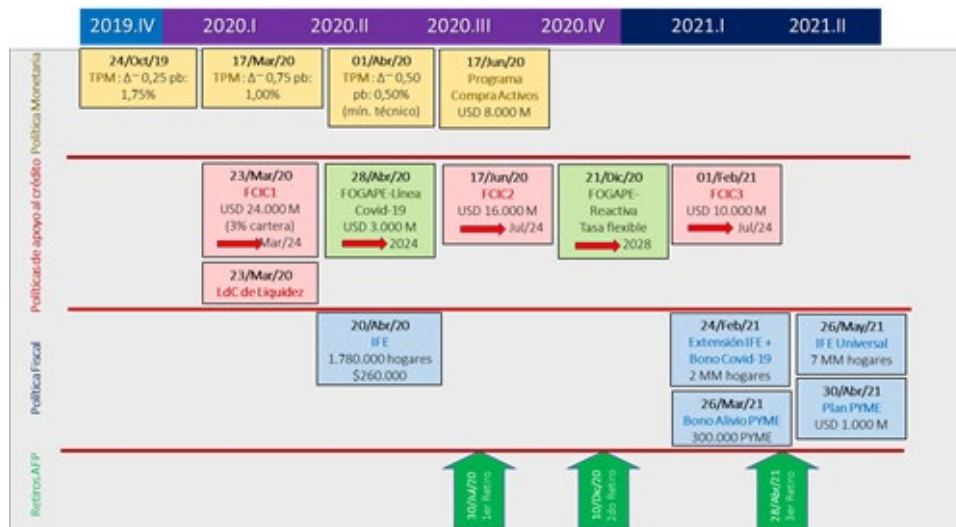 2019.IV
2020.I
2020.II
2020.III
2020.IV
2021.I
2021.II
Política Monetaria
24/Oct/19
TPM : Δ⁻ 0,25 pb:
1,75%
17/Mar/20
TPM : Δ⁻ 0,75 pb:
1,00%
01/Abr/20
TPM : Δ⁻ 0,50
pb: 0,50%
(mín. técnico)
17/Jun/20
Programa
Compra Activos
USD 8.000 M
Políticas de apoyo al crédito
23/Mar/20
FCIC1
USD 24.000 M
(3% cartera)
Mar/24
28/Abr/20
FOGAPE-Línea
Covid-19
USD 3.000 M
2024
17/Jun/20
FCIC2
USD 16.000 M
Jul/24
21/Dic/20
FOGAPE-
Reactiva
Tasa flexible
2028
01/Feb/21
FCIC3
USD 10.000 M
Jul/24
23/Mar/20
LdC de Liquidez
Política Fiscal
20/Abr/20
IFE
1.780.000 hogares
$260.000
24/Feb/21
Extensión IFE +
Bono Covid-19
2 MM hogares
26/May/21
IFE Universal
7 MM hogares
26/Mar/21
Bono Alivio PYME
300.000 PYME
30/Abr/21
Plan PYME
USD 1.000 M
Retiros AFP
30/Jul/20
1er Retiro
10/Dic/20
2do Retiro
28/Abr/21
3er Retiro